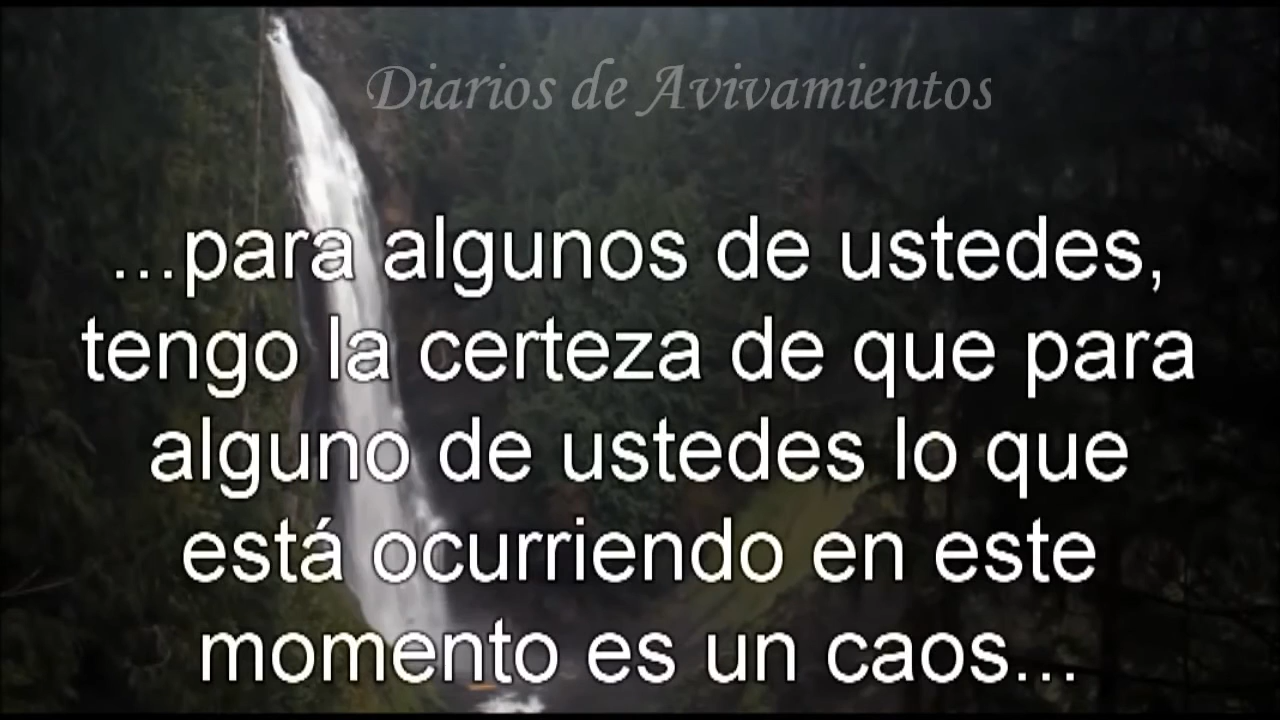 Diarios de Avivamientos
...para algunos de ustedes,
tengo la certeza de que para
alguno de ustedes lo que
está ocurriendo en este
momento es un caos...